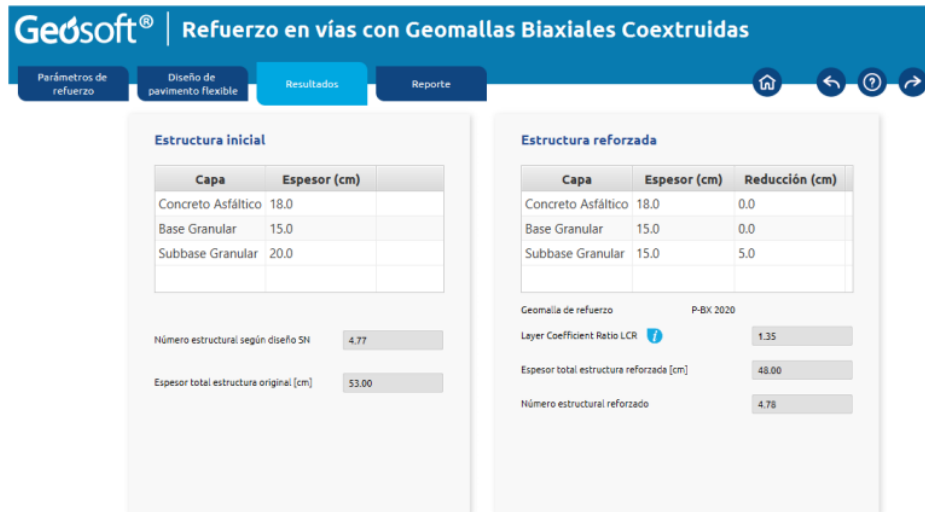 Geosoft® | Refuerzo en vías con Geomallas Biaxiales Coextruidas
Parámetros de refuerzo
Diseño de pavimento flexible
Resultados
Reporte
Estructura inicial
Capa Espesor (cm)
Concreto Asfáltico 18.0
Base Granular 15.0
Subbase Granular 20.0
Número estructural según diseño SN 4.77
Espesor total estructura original [cm] 53.00
Estructura reforzada
Capa Espesor (cm) Reducción (cm)
Concreto Asfáltico 18.0 0.0
Base Granular 15.0 0.0
Subbase Granular 15.0 5.0
Geomalla de refuerzo P-BX 2020
Layer Coefficient Ratio LCR i 1.35
Espesor total estructura reforzada [cm] 48.00
Número estructural reforzado 4.78